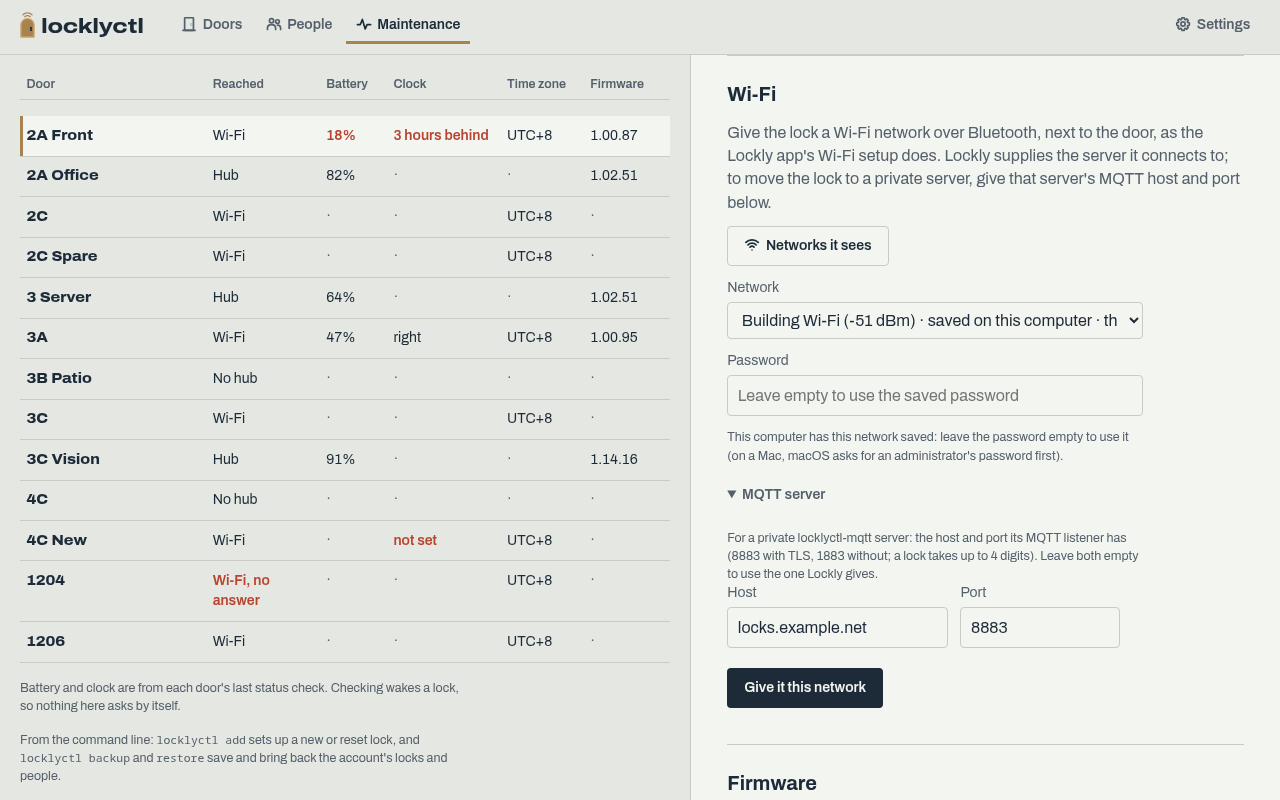 locklyctl
Doors
People
Maintenance
Settings
Door Reached Battery Clock Time zone Firmware
2A Front Wi-Fi 18% 3 hours behind UTC+8 1.00.87
2A Office Hub 82% · · 1.02.51
2C Wi-Fi · · UTC+8 ·
2C Spare Wi-Fi · · UTC+8 ·
3 Server Hub 64% · · 1.02.51
3A Wi-Fi 47% right UTC+8 1.00.95
3B Patio No hub · · · ·
3C Wi-Fi · · UTC+8 ·
3C Vision Hub 91% · · 1.14.16
4C No hub · · · ·
4C New Wi-Fi · not set UTC+8 ·
1204 Wi-Fi, no answer · · UTC+8 ·
1206 Wi-Fi · · UTC+8 ·
Battery and clock are from each door's last status check. Checking wakes a lock,
so nothing here asks by itself.
From the command line: locklyctl add sets up a new or reset lock, and
locklyctl backup and restore save and bring back the account's locks and
people.
Wi-Fi
Give the lock a Wi-Fi network over Bluetooth, next to the door, as the
Lockly app's Wi-Fi setup does. Lockly supplies the server it connects to;
to move the lock to a private server, give that server's MQTT host and port
below.
Networks it sees
Network
Building Wi-Fi (-51 dBm) · saved on this computer · th
Password
Leave empty to use the saved password
This computer has this network saved: leave the password empty to use it
(on a Mac, macOS asks for an administrator's password first).
▼ MQTT server
For a private locklyctl-mqtt server: the host and port its MQTT listener has
(8883 with TLS, 1883 without; a lock takes up to 4 digits). Leave both empty
to use the one Lockly gives.
Host Port
locks.example.net 8883
Give it this network
Firmware